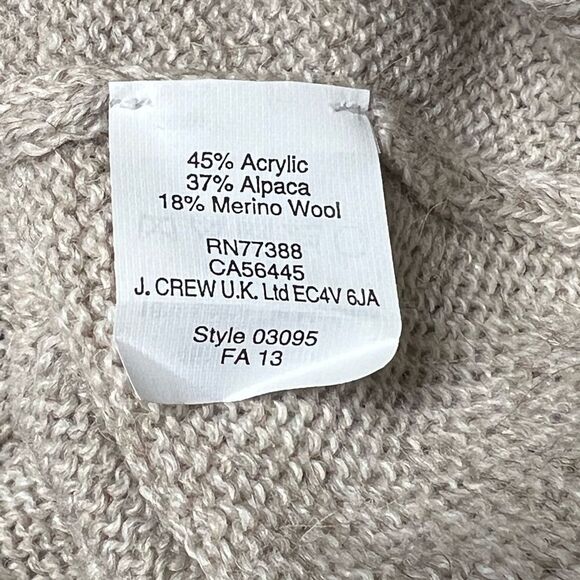 45% Acrylic
37% Alpaca
18% Merino Wool
RN77388
CA56445
J. CREW U.K. Ltd EC4V 6JA
Style 03095
FA 13